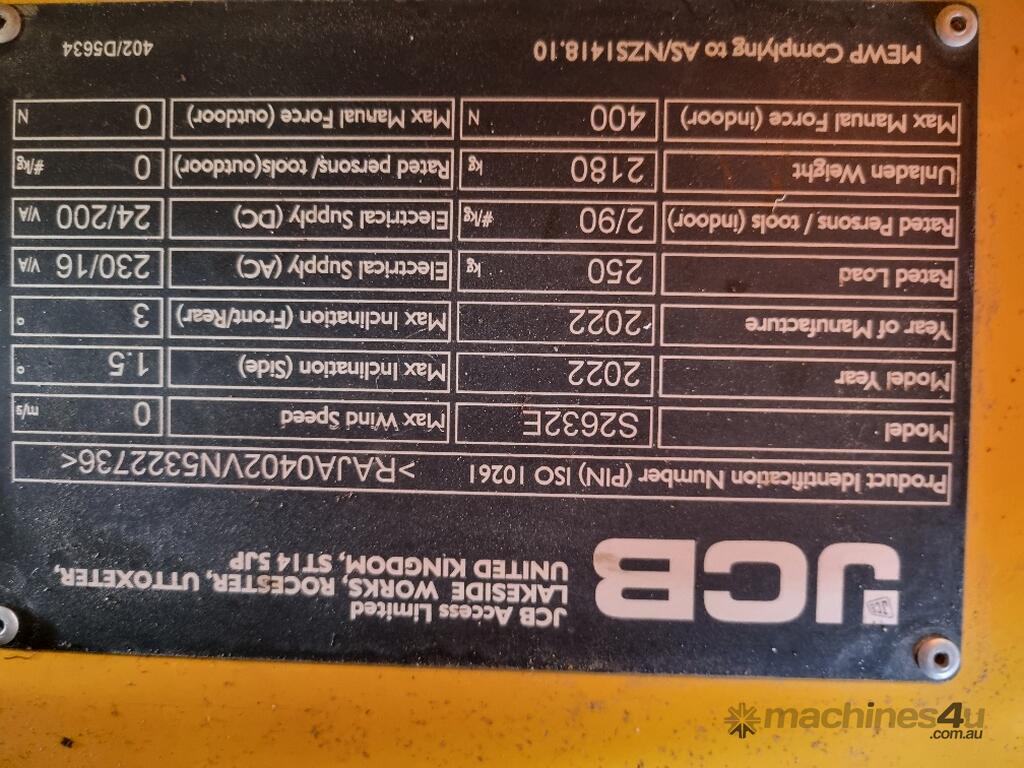 JCB
JCB Access Limited
LAKESIDE WORKS, ROCESTER, UTTOXETER,
UNITED KINGDOM, ST14 5JP
Product Identification Number (PIN) ISO 10261 >RAJA0402VN5322736<
Model S2632E Max Wind Speed 0 m/s
Model Year 2022 Max Inclination (Side) 1.5 °
Year of Manufacture 2022 Max Inclination (Front/Rear) 3 °
Rated Load 250 kg Electrical Supply (AC) 230/16 V/A
Rated Persons / tools (indoor) 2/90 #/kg Electrical Supply (DC) 24/200 V/A
Unladen Weight 2180 kg Rated persons/ tools(outdoor) 0 #/kg
Max Manual Force (indoor) 400 N Max Manual Force (outdoor) 0 N
MEWP Complying to AS/NZS1418.10 402/D5634
machines4u
.com.au